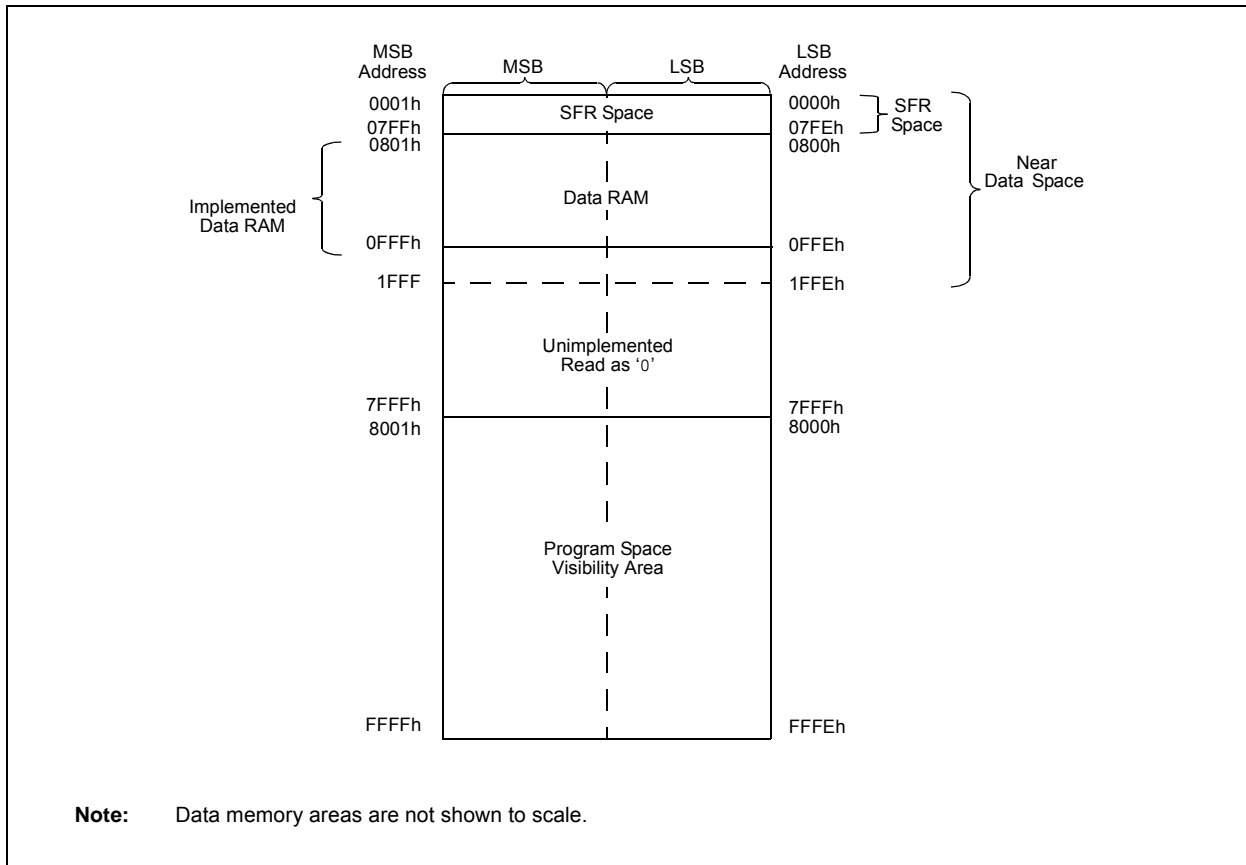 MSB
Address
MSB
LSB
LSB
Address
0001h
SFR Space
0000h
SFR
Space
07FFh
07FEh
0801h
0800h
Near
Data Space
Implemented
Data RAM
Data RAM
0FFFh
0FFEh
1FFF
1FFEh
Unimplemented
Read as ‘0’
7FFFh
7FFFh
8001h
8000h
Program Space
Visibility Area
FFFFh
FFFEh
Note: Data memory areas are not shown to scale.